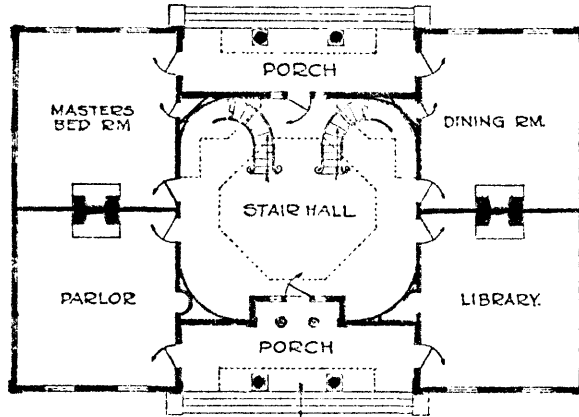 PORCH
MASTERS
BED RM
DINING RM.
STAIR HALL
PARLOR
LIBRARY.
PORCH